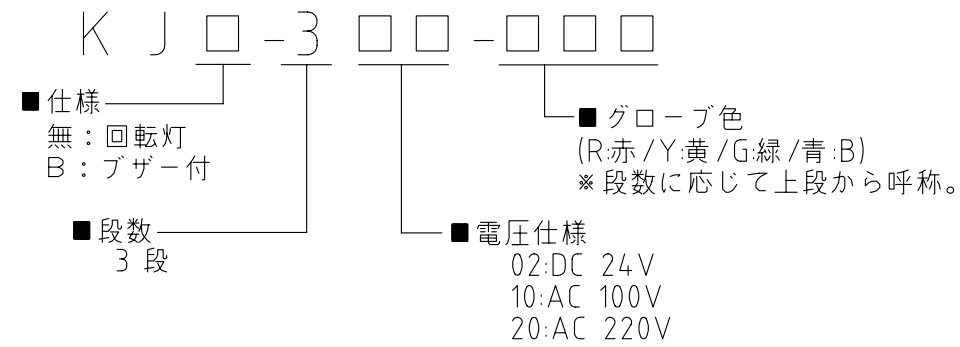 KJ□-3□□-□□□
■仕様
無：回転灯
B：ブザー付
■グローブ色
(R:赤/Y:黄/G:緑/青:B)
※段数に応じて上段から呼称。
■段数
3段
■電圧仕様
02:DC 24V
10:AC 100V
20:AC 220V